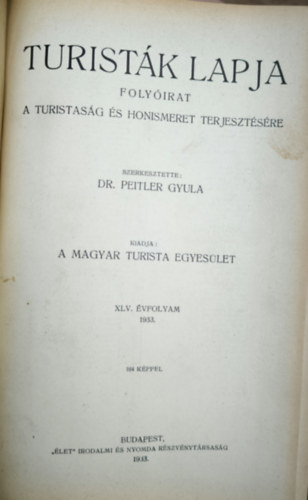 TURISTÁK LAPJA
FOLYÓIRAT
A TURISTASÁG ÉS HONISMERET TERJESZTÉSÉRE
SZERKESZTETTE:
DR. PEITLER GYULA
KIADJA:
A MAGYAR TURISTA EGYESÜLET
XLV. ÉVFOLYAM
1933.
KÉPPEL
BUDAPEST,
„ÉLET" IRODALMI ÉS NYOMDA RÉSZVÉNYTÁRSASÁG
1933.